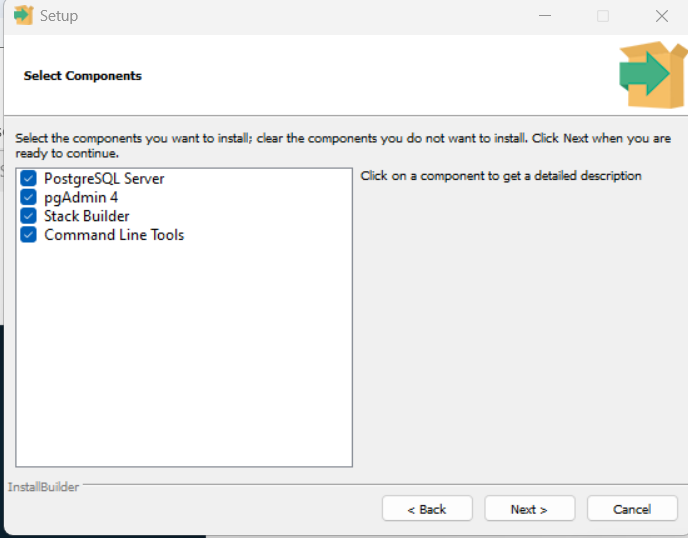 Setup
Select Components
Select the components you want to install; clear the components you do not want to install. Click Next when you are
ready to continue.
PostgreSQL Server
pgAdmin 4
Stack Builder
Command Line Tools
Click on a component to get a detailed description
InstallBuilder
< Back
Next >
Cancel